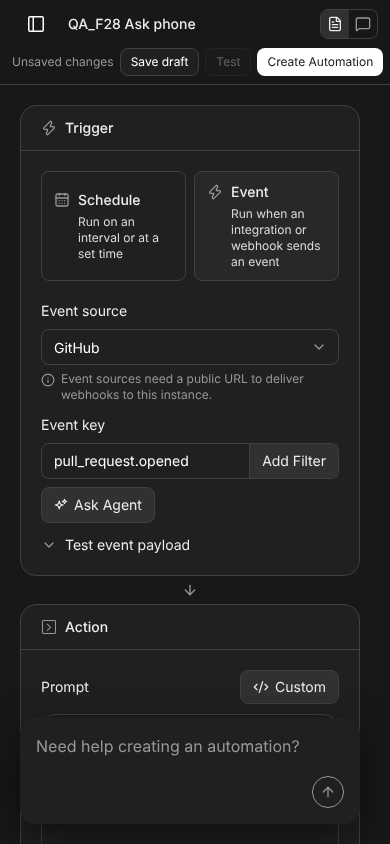 QA_F28 Ask phone
Unsaved changes
Save draft
Test
Create Automation
Trigger
Schedule
Run on an
interval or at a
set time
Event
Run when an
integration or
webhook sends
an event
Event source
GitHub
Event sources need a public URL to deliver
webhooks to this instance.
Event key
pull_request.opened
Add Filter
Ask Agent
Test event payload
Action
Prompt
Custom
Need help creating an automation?